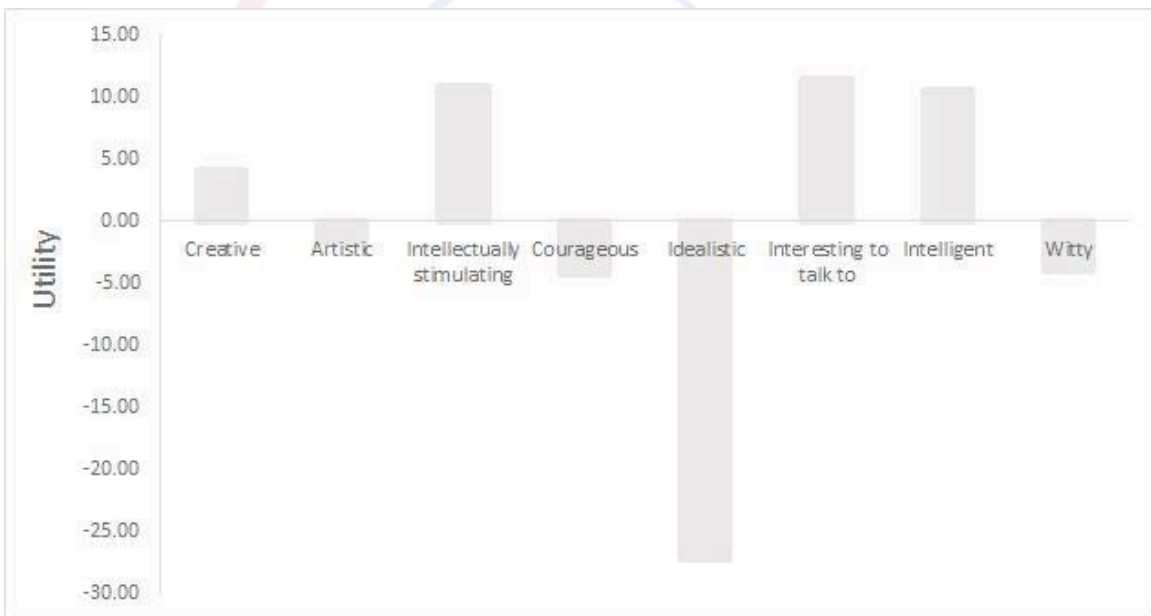 15.00
10.00
5.00
0.00
-5.00
-10.00
-15.00
-20.00
-25.00
-30.00
Utility
Creative
Artistic
Intellectually
stimulating
Courageous
Idealistic
Interesting to
talk to
Intelligent
Witty